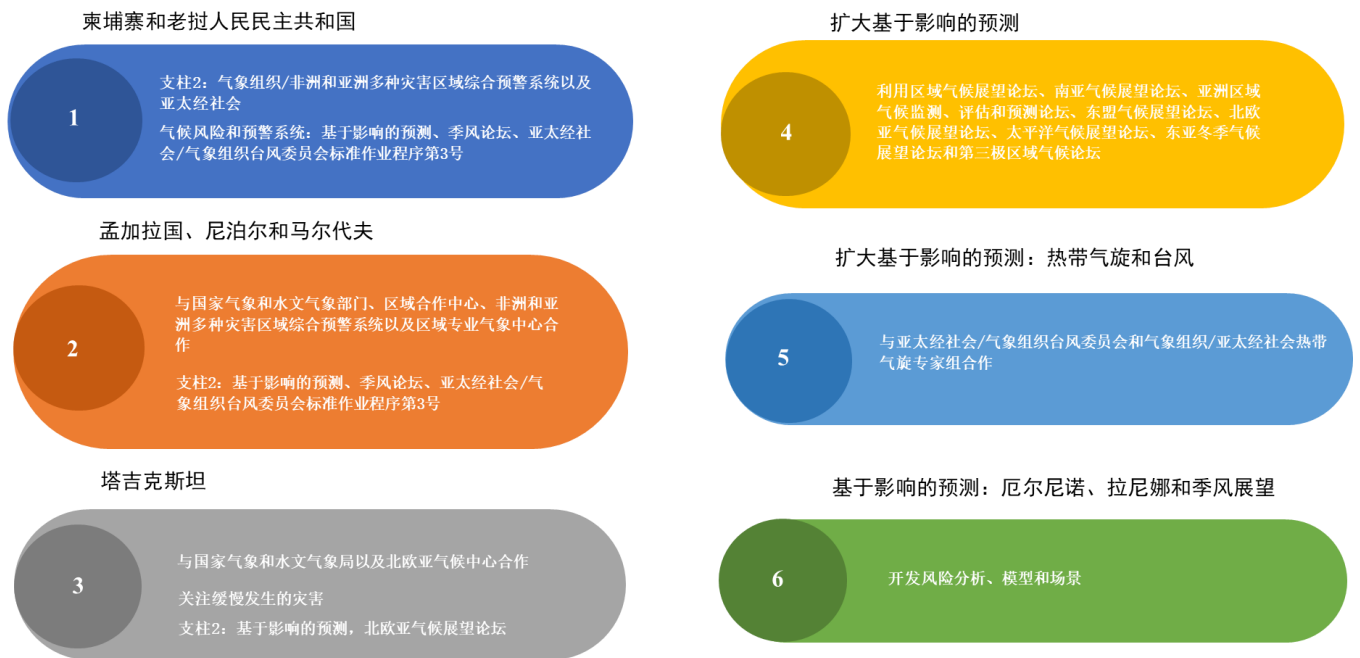 柬埔寨和老挝人民民主共和国
1
支柱2：气象组织/非洲和亚洲多种灾害区域综合预警系统以及
亚太经社会
气候风险和预警系统：基于影响的预测、季风论坛、亚太经社
会/气象组织台风委员会标准作业程序第3号
孟加拉国、尼泊尔和马尔代夫
2
与国家气象和水文气象部门、区域合作中心、非洲和亚
洲多种灾害区域综合预警系统以及区域专业气象中心合
作
支柱2：基于影响的预测、季风论坛、亚太经社会/气
象组织台风委员会标准作业程序第3号
塔吉克斯坦
3
与国家气象和水文气象局以及北欧亚气候中心合作
关注缓慢发生的灾害
支柱2：基于影响的预测，北欧亚气候展望论坛
扩大基于影响的预测
4
利用区域气候展望论坛、南亚气候展望论坛、亚洲区域
气候监测、评估和预测论坛、东盟气候展望论坛、北欧
亚气候展望论坛、太平洋气候展望论坛、东亚冬季气候
展望论坛和第三极区域气候论坛
扩大基于影响的预测：热带气旋和台风
5
与亚太经社会/气象组织台风委员会和气象组织/亚太经社会热带
气旋专家组合作
基于影响的预测：厄尔尼诺、拉尼娜和季风展望
6
开发风险分析、模型和场景